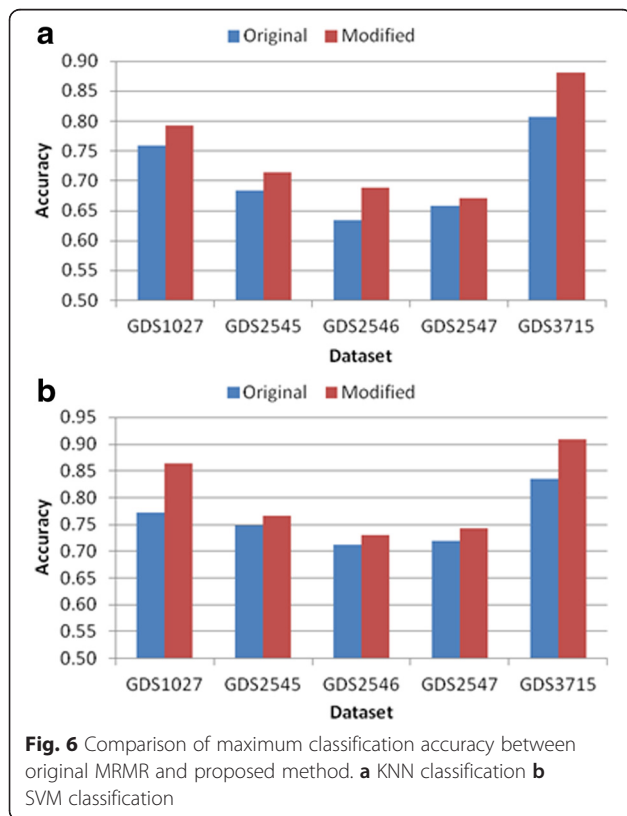 a
Original Modified
0.90
0.85
0.80
0.75
0.70
0.65
0.60
0.55
0.50
Accuracy
GDS1027 GDS2545 GDS2546 GDS2547 GDS3715
Dataset
b
Original Modified
0.95
0.90
0.85
0.80
0.75
0.70
0.65
0.60
0.55
0.50
Accuracy
GDS1027 GDS2545 GDS2546 GDS2547 GDS3715
Dataset
Fig. 6 Comparison of maximum classification accuracy between
original MRMR and proposed method. a KNN classification b
SVM classification